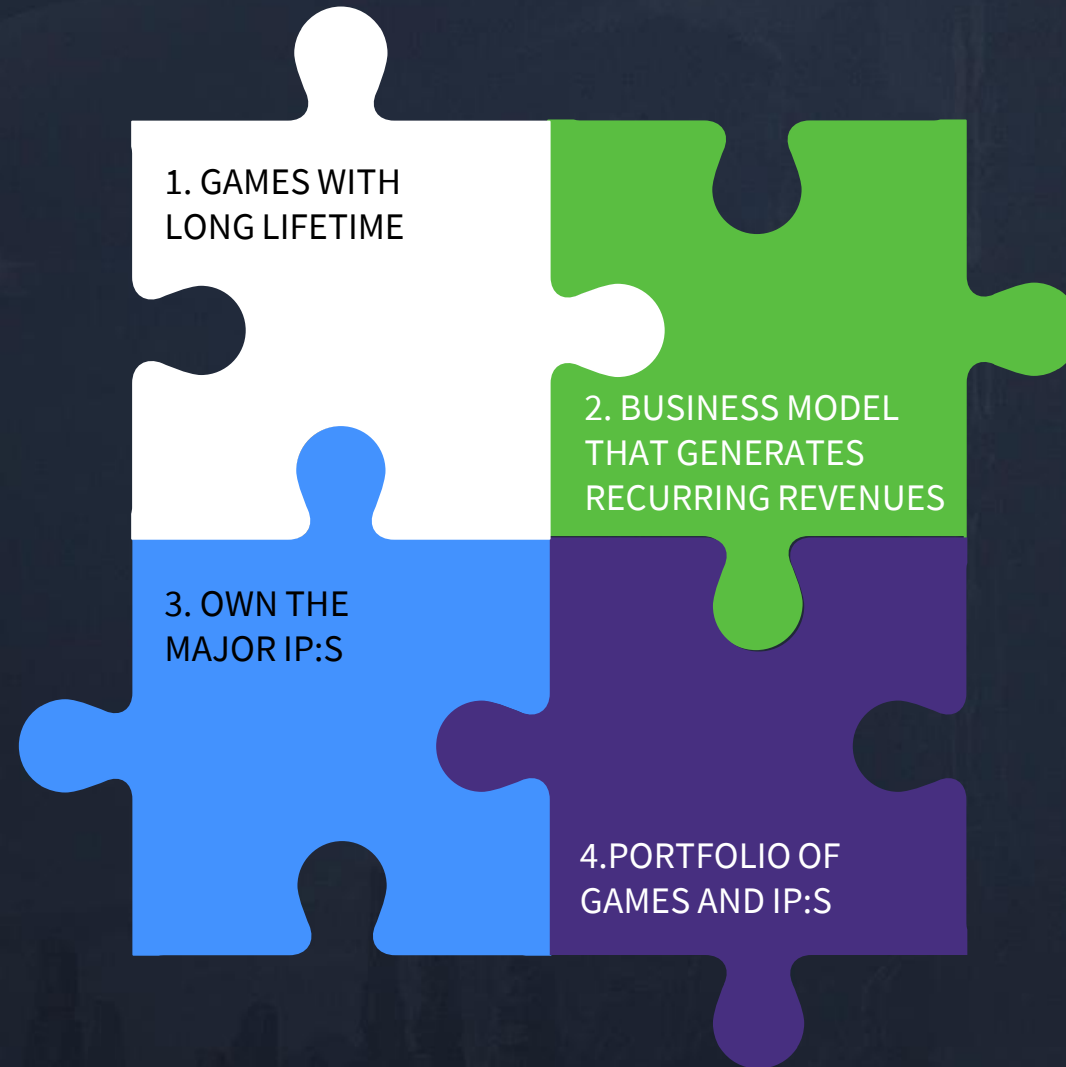 1. GAMES WITH
LONG LIFETIME
2. BUSINESS MODEL
THAT GENERATES
RECURRING REVENUES
3. OWN THE
MAJOR IP:S
4.PORTFOLIO OF
GAMES AND IP:S